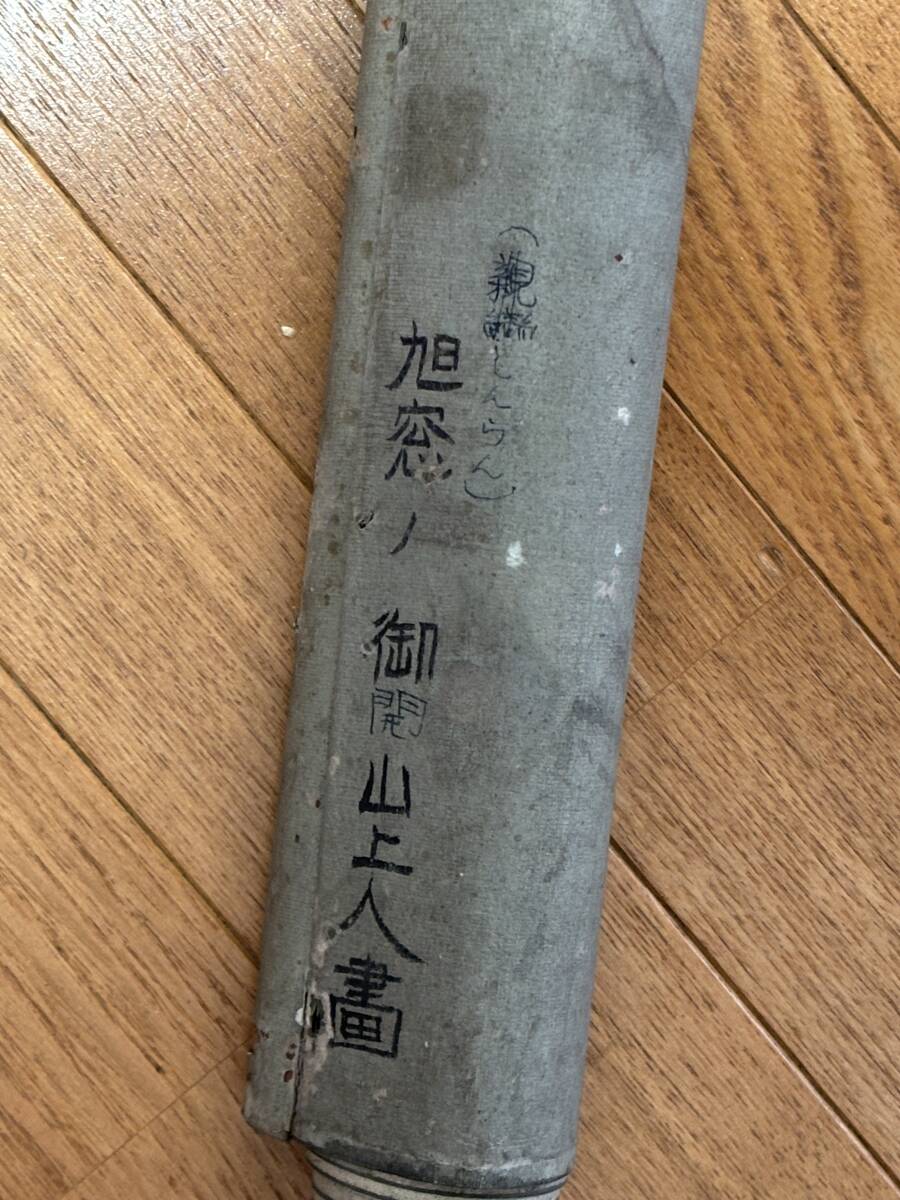 (親鸞しんらん)
旭窓ノ 御開山上人畫